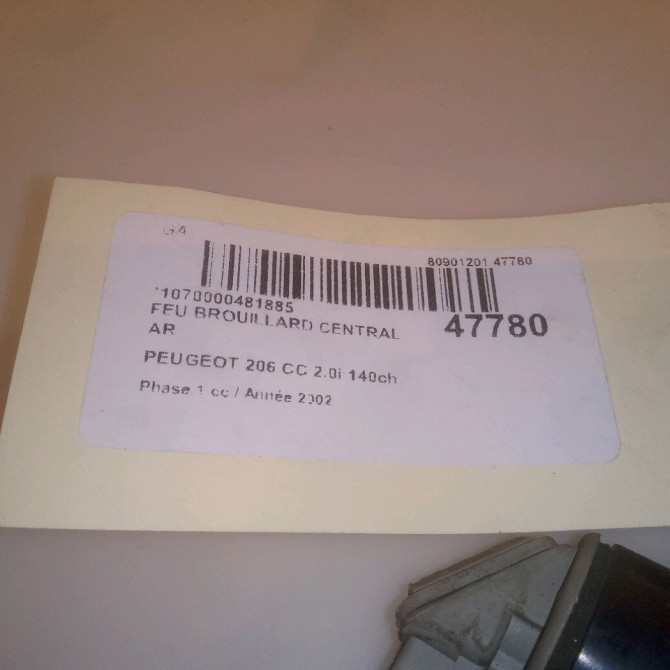 GA
80901201 47780
*1070000481885
47780
FEU BROUILLARD CENTRAL
AR
PEUGEOT 206 CC 2.0i 140ch
Phase 1 cc / Année 2002